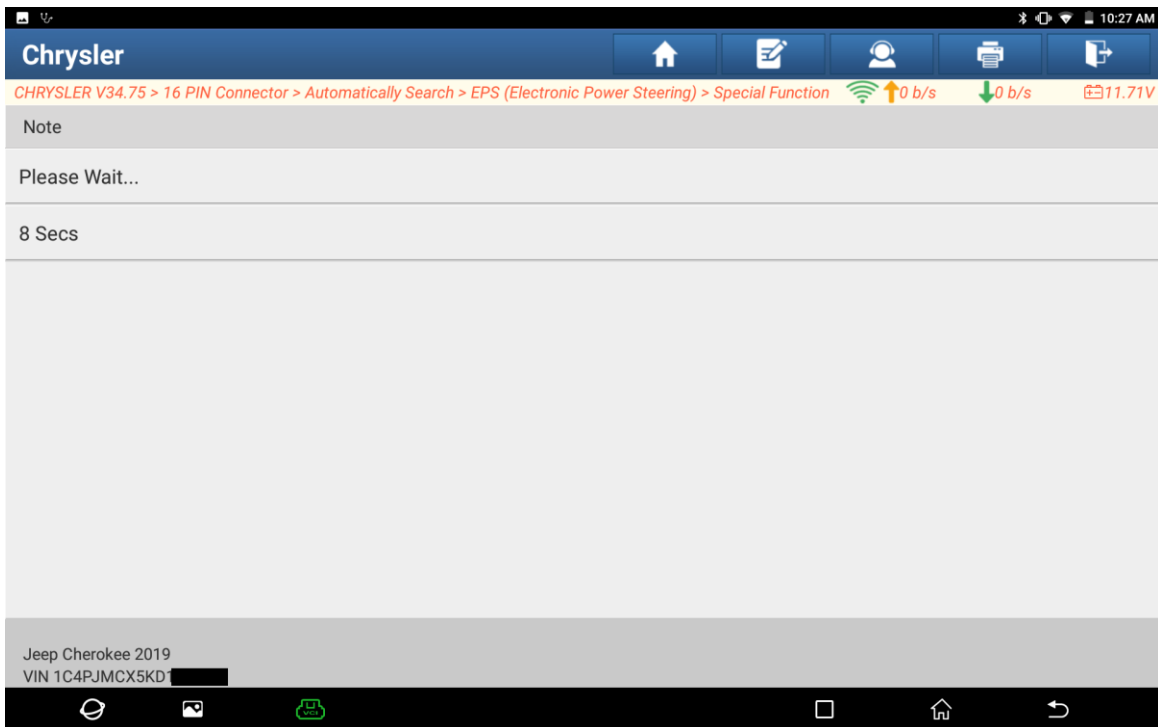 10:27 AM
Chrysler
CHRYSLER V34.75 > 16 PIN Connector > Automatically Search > EPS (Electronic Power Steering) > Special Function 0 b/s 0 b/s 11.71V
Note
Please Wait...
8 Secs
Jeep Cherokee 2019
VIN 1C4PJMCX5KD1
VCI